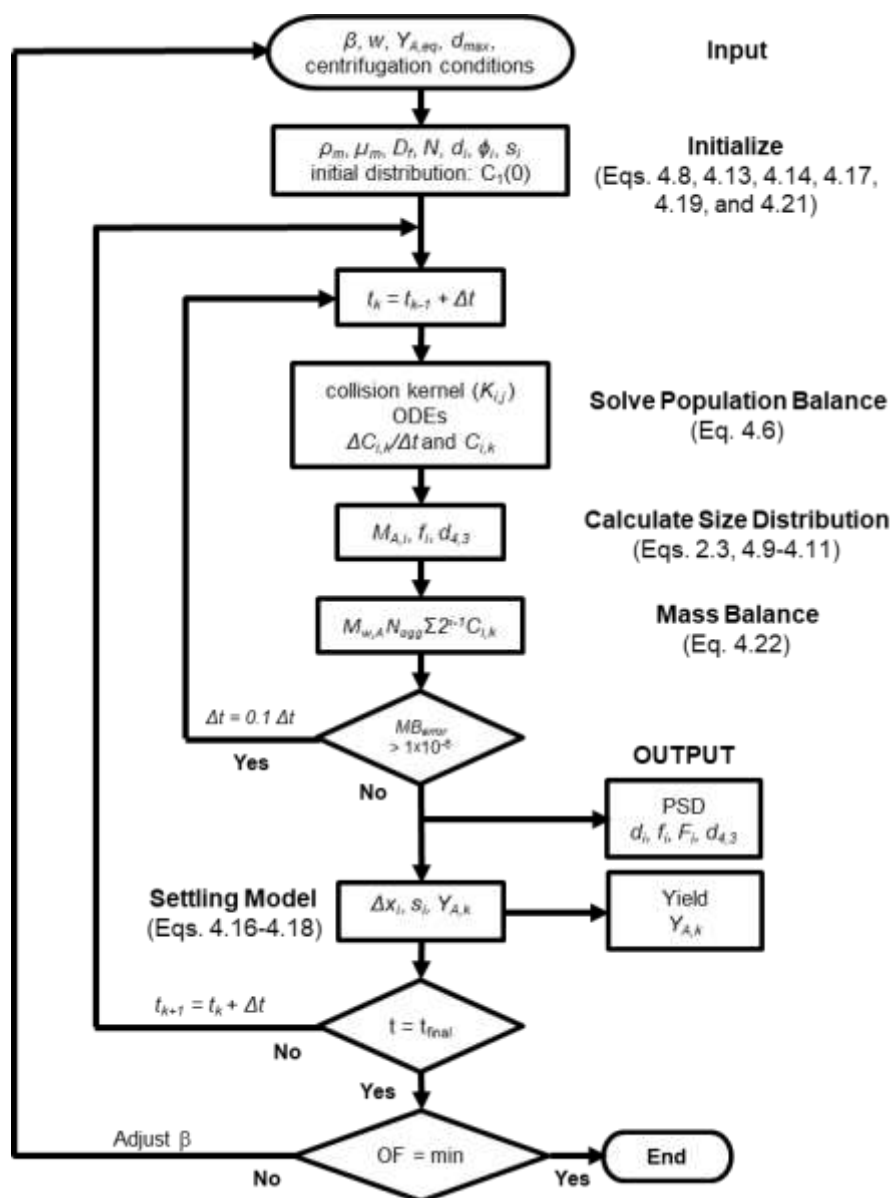 β, w, Y_A,eq, d_max,
centrifugation conditions
Input
ρ_m, μ_m, D_f, N, d_i, ϕ_i, s_i
initial distribution: C_1(0)
Initialize
(Eqs. 4.8, 4.13, 4.14, 4.17,
4.19, and 4.21)
t_k = t_k-1 + Δt
collision kernel (K_i,j)
ODEs
ΔC_i,k/Δt and C_i,k
Solve Population Balance
(Eq. 4.6)
M_A,i, f_i, d_4,3
Calculate Size Distribution
(Eqs. 2.3, 4.9-4.11)
M_w,A N_agg Σ2^i-1 C_i,k
Mass Balance
(Eq. 4.22)
Δt = 0.1 Δt
Yes
MB_error
> 1×10^-6
No
OUTPUT
PSD
d_i, f_i, F_i, d_4,3
Settling Model
(Eqs. 4.16-4.18)
Δx_i, s_i, Y_A,k
Yield
Y_A,k
t_k+1 = t_k + Δt
No
t = t_final
Yes
Adjust β
No
OF = min
Yes
End